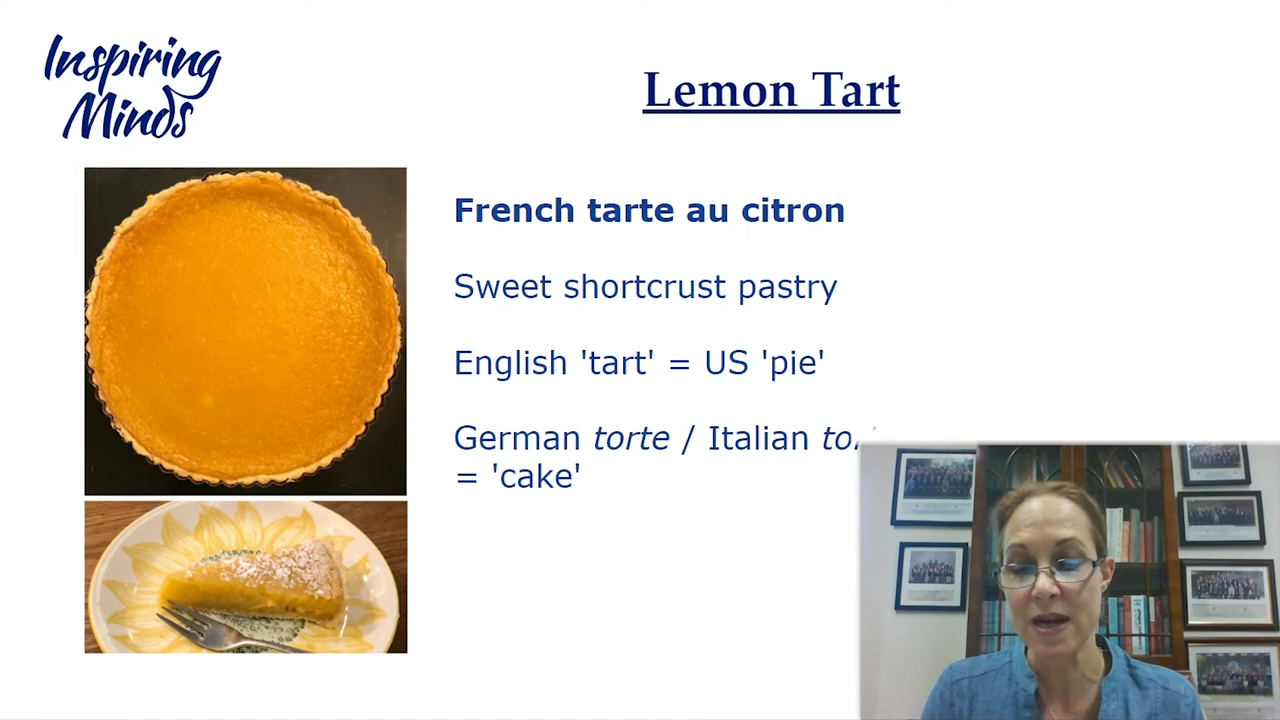 Inspiring
Minds
Lemon Tart
French tarte au citron
Sweet shortcrust pastry
English 'tart' = US 'pie'
German torte / Italian
= 'cake'